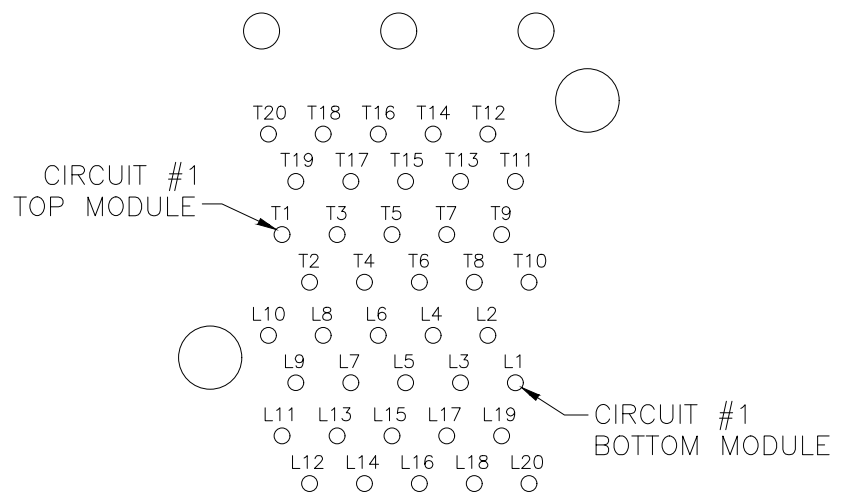 T20 T18 T16 T14 T12
T19 T17 T15 T13 T11
CIRCUIT #1
TOP MODULE
T1 T3 T5 T7 T9
T2 T4 T6 T8 T10
L10 L8 L6 L4 L2
L9 L7 L5 L3 L1
L11 L13 L15 L17 L19
CIRCUIT #1
BOTTOM MODULE
L12 L14 L16 L18 L20